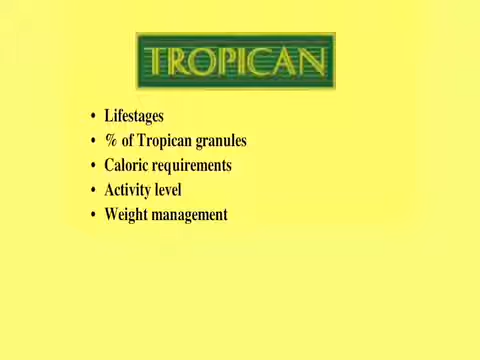 TROPICAN
• Lifestages
• % of Tropican granules
• Caloric requirements
• Activity level
• Weight management